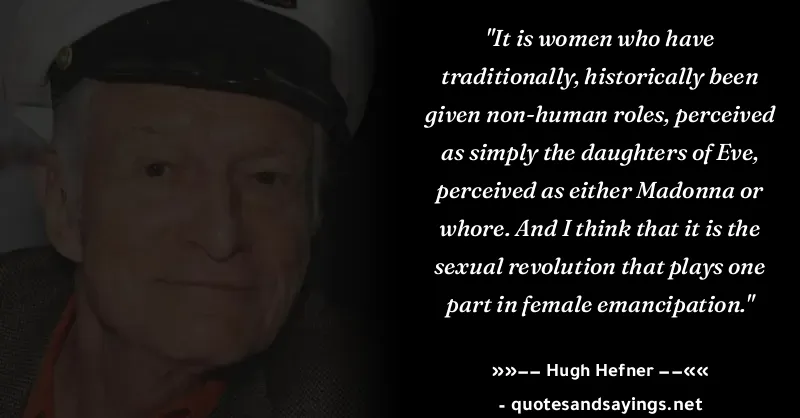 "It is women who have
traditionally, historically been
given non-human roles, perceived
as simply the daughters of Eve,
perceived as either Madonna or
whore. And I think that it is the
sexual revolution that plays one
part in female emancipation."
»»–– Hugh Hefner ––««
- quotesandsayings.net